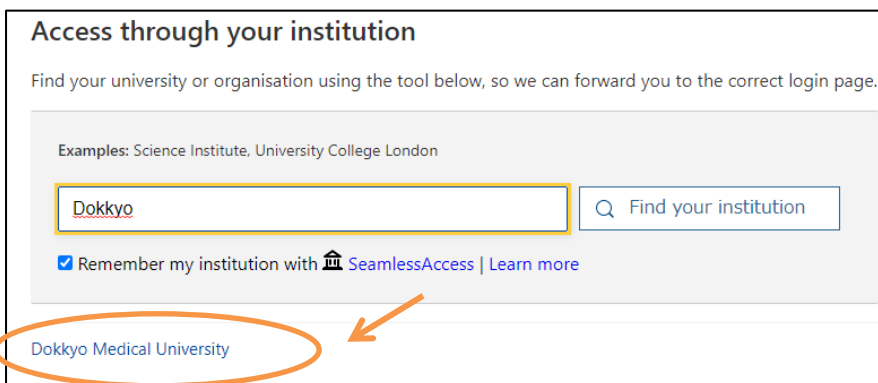 Access through your institution
Find your university or organisation using the tool below, so we can forward you to the correct login page.
Examples: Science Institute, University College London
Dokkyo
Find your institution
Remember my institution with SeamlessAccess | Learn more
Dokkyo Medical University